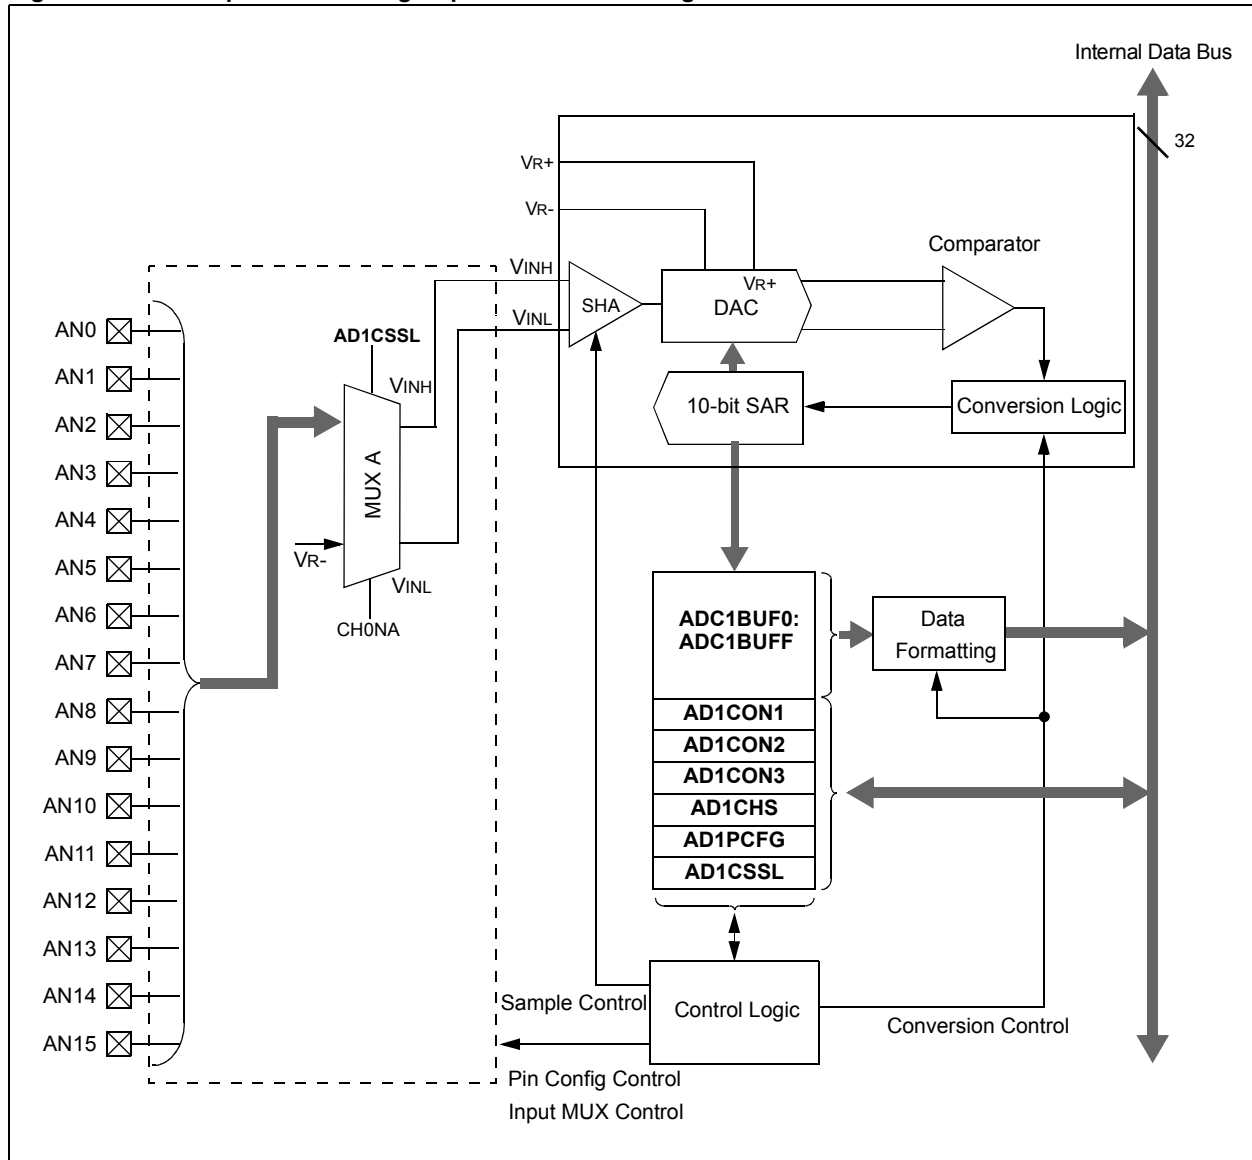 Internal Data Bus
32
VR+
VR-
Comparator
VINH
VR+
SHA
DAC
VINL
AN0
AD1CSSL
AN1
VINH
10-bit SAR
Conversion Logic
AN2
AN3
MUX A
AN4
VR-
AN5
VINL
AN6
CH0NA
ADC1BUF0:
ADC1BUFF
Data
Formatting
AN7
AN8
AD1CON1
AD1CON2
AN9
AD1CON3
AN10
AD1CHS
AD1PCFG
AN11
AD1CSSL
AN12
AN13
AN14
Sample Control
Control Logic
Conversion Control
AN15
Pin Config Control
Input MUX Control